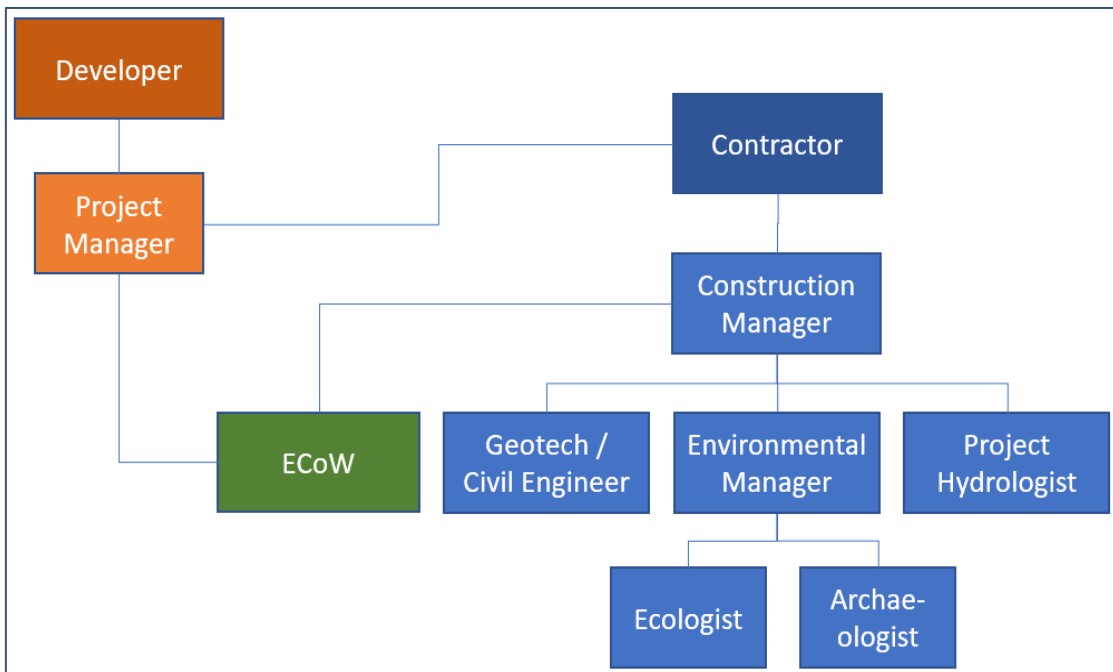 Developer
Contractor
Project
Manager
Construction
Manager
ECoW
Geotech /
Civil Engineer
Environmental
Manager
Project
Hydrologist
Ecologist
Archae-
ologist